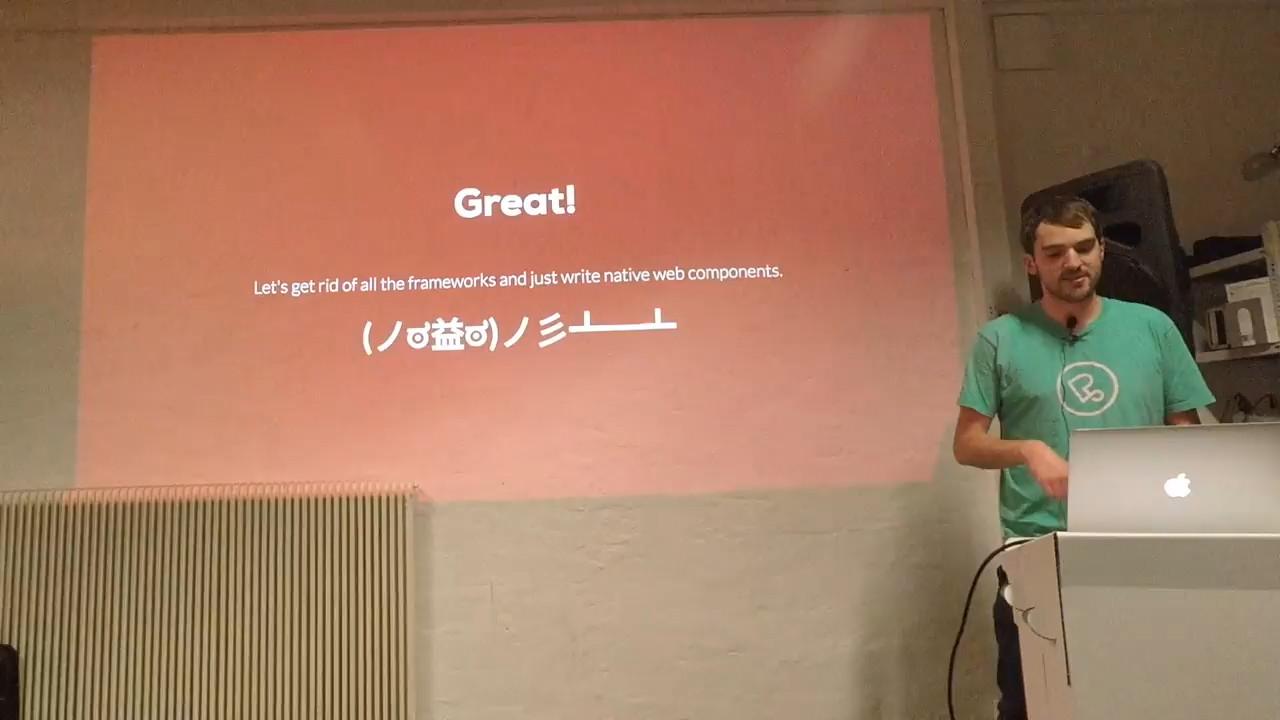 Great!
Let's get rid of all the frameworks and just write native web components.
(ノಠ益ಠ)ノ彡┻━┻